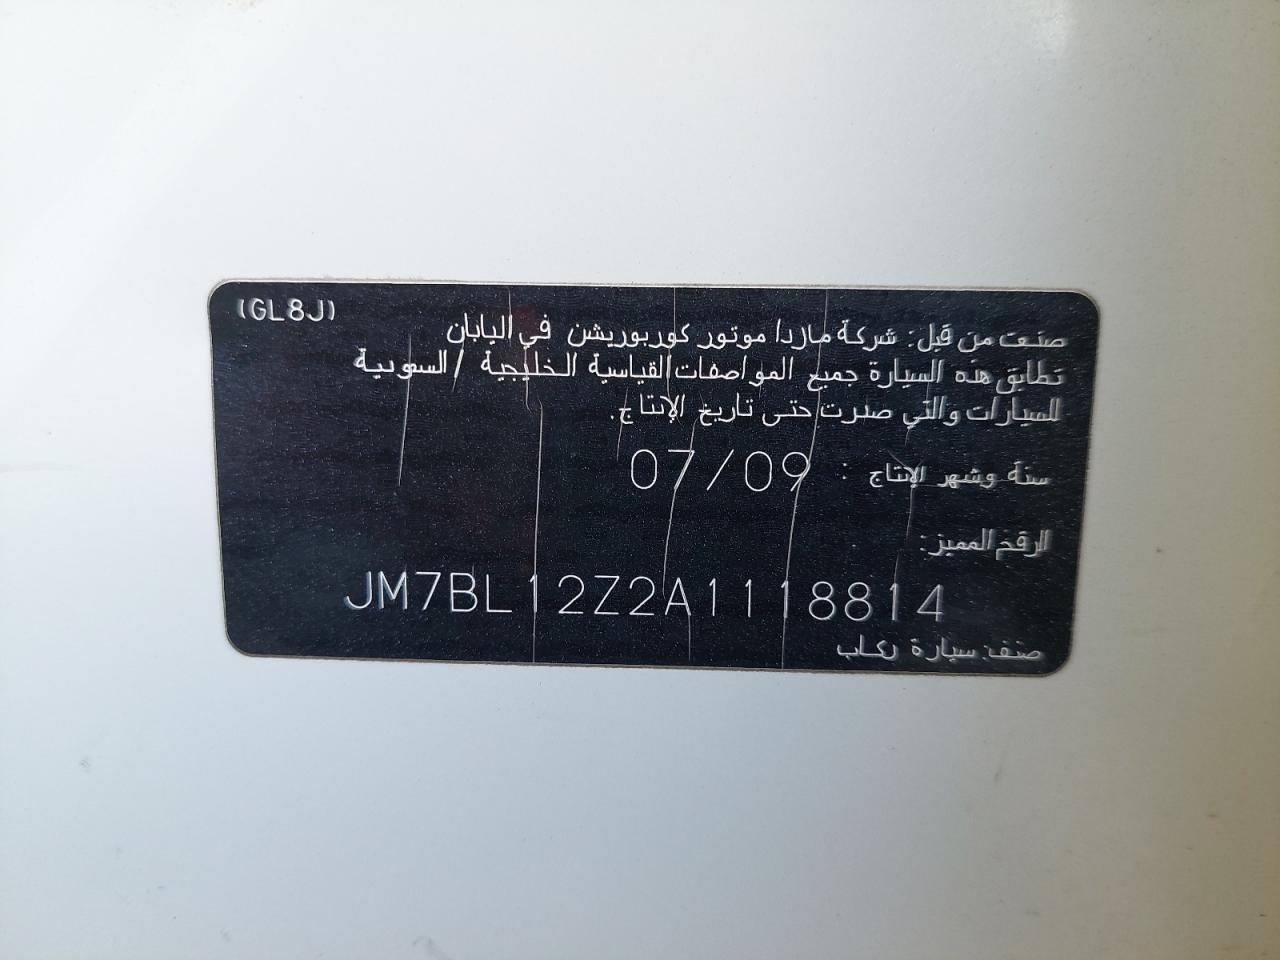 (GL8J)
صنعت من قبل: شركة مازدا موتور كوربوريشن في اليابان
تطابق هذه السيارة جميع المواصفات القياسية الخليجية / السعودية
للسيارات والتي صدرت حتى تاريخ الإنتاج.
سنة وشهر الإنتاج : 07/09
الرقم المميز:
JM7BL12Z2A1118814
صنف: سيارة ركاب